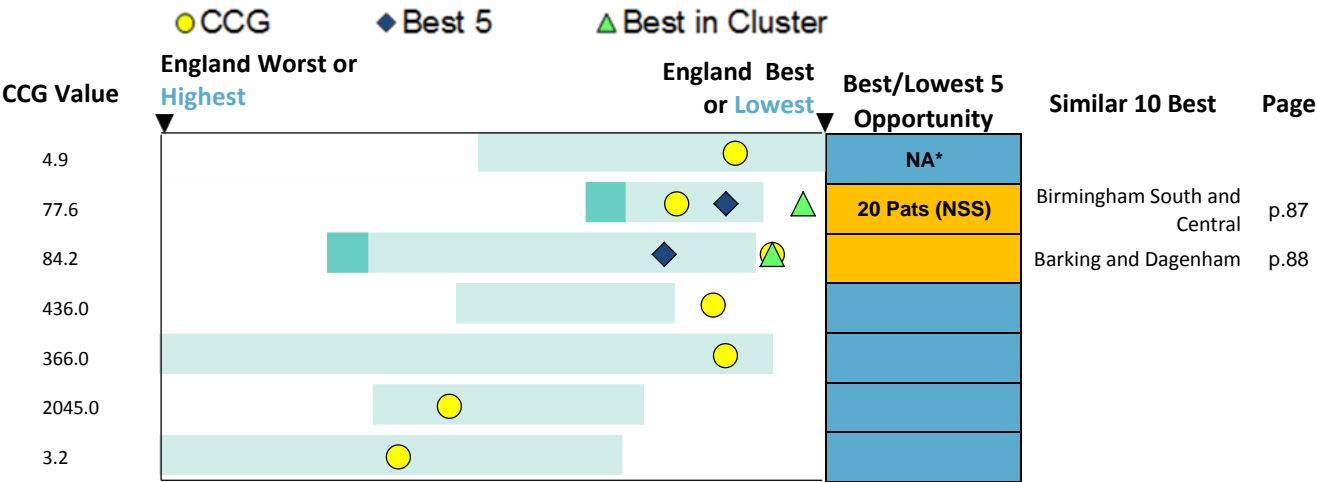 CCG Best 5 Best in Cluster
CCG Value
England Worst or
Highest
England Best
or Lowest
Best/Lowest 5
Opportunity
Similar 10 Best
Page
4.9 NA*
77.6 20 Pats (NSS) Birmingham South and
Central p.87
84.2 Barking and Dagenham p.88
436.0
366.0
2045.0
3.2